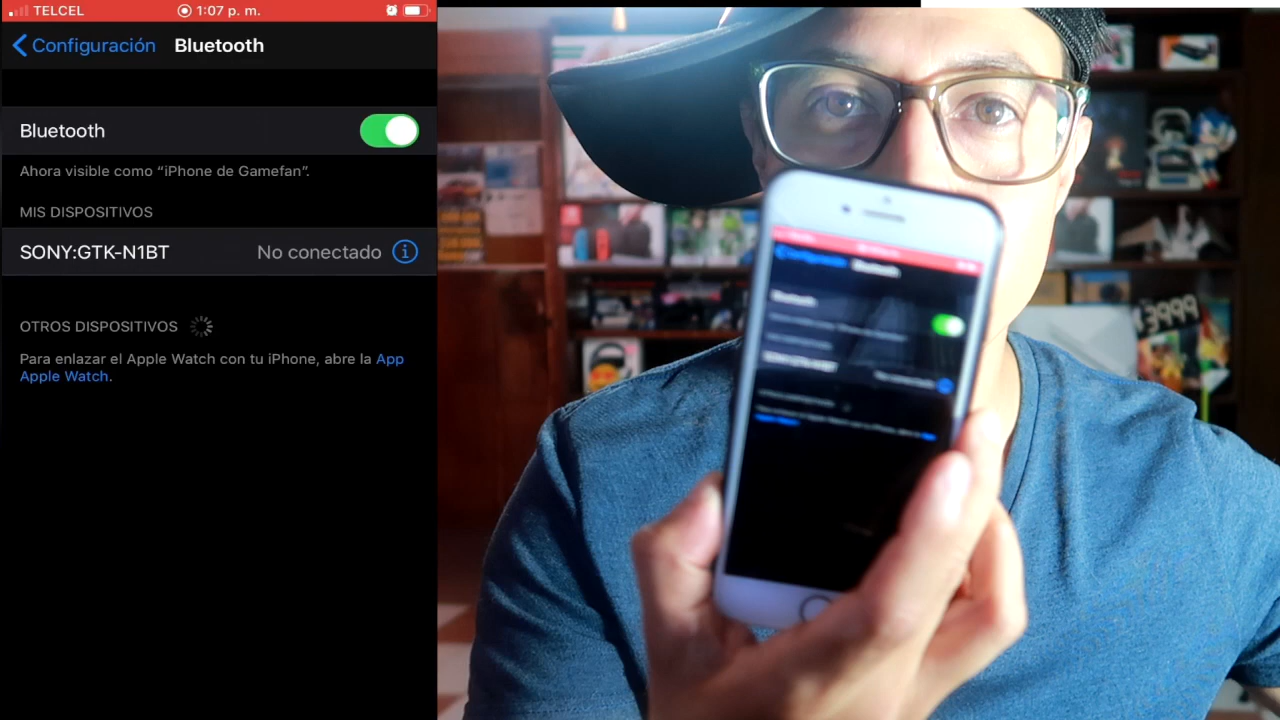 TELCEL 1:07 p. m.
Configuración Bluetooth
Bluetooth
Ahora visible como “iPhone de Gamefan”.
MIS DISPOSITIVOS
SONY:GTK-N1BT No conectado
OTROS DISPOSITIVOS
Para enlazar el Apple Watch con tu iPhone, abre la App
Apple Watch.